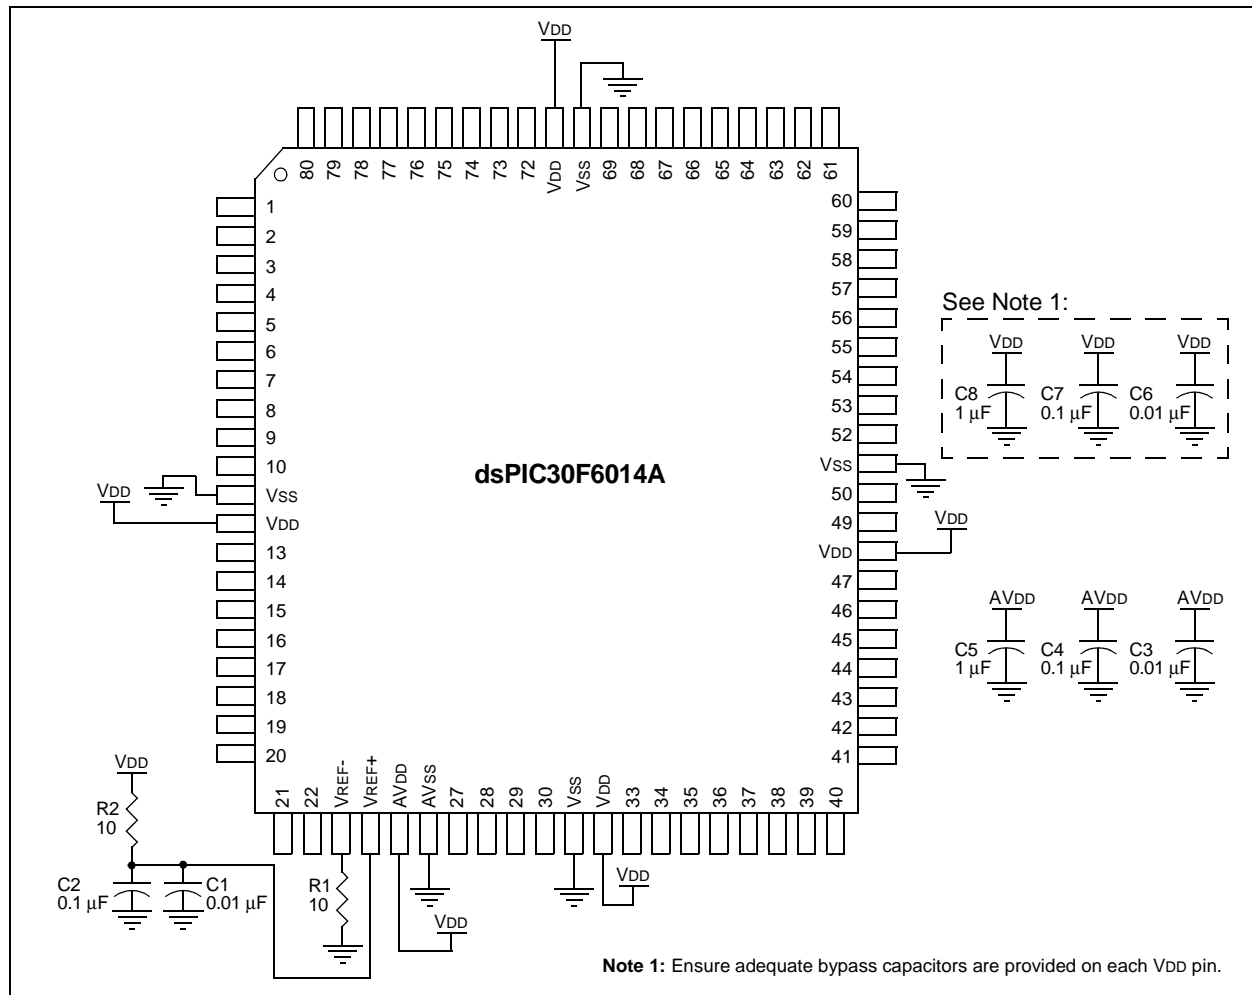 VDD
80 79 78 77 76 75 74 73 72 VDD VSS 69 68 67 66 65 64 63 62 61
1
2
3
4
5
6
7
8
9
10
VSS
VDD
VDD
13
14
15
16
17
18
19
20
dsPIC30F6014A
60
59
58
57
56
55
54
53
52
VSS
50
49
VDD
VDD
47
46
45
44
43
42
41
See Note 1:
VDD VDD VDD
C8 C7 C6
1 µF 0.1 µF 0.01 µF
AVDD AVDD AVDD
C5 C4 C3
1 µF 0.1 µF 0.01 µF
21 22 VREF- VREF+ AVDD AVSS 27 28 29 30 VSS VDD 33 34 35 36 37 38 39 40
VDD
R2
10
C2 C1
0.1 µF 0.01 µF
R1
10
VDD
VDD
Note 1: Ensure adequate bypass capacitors are provided on each VDD pin.